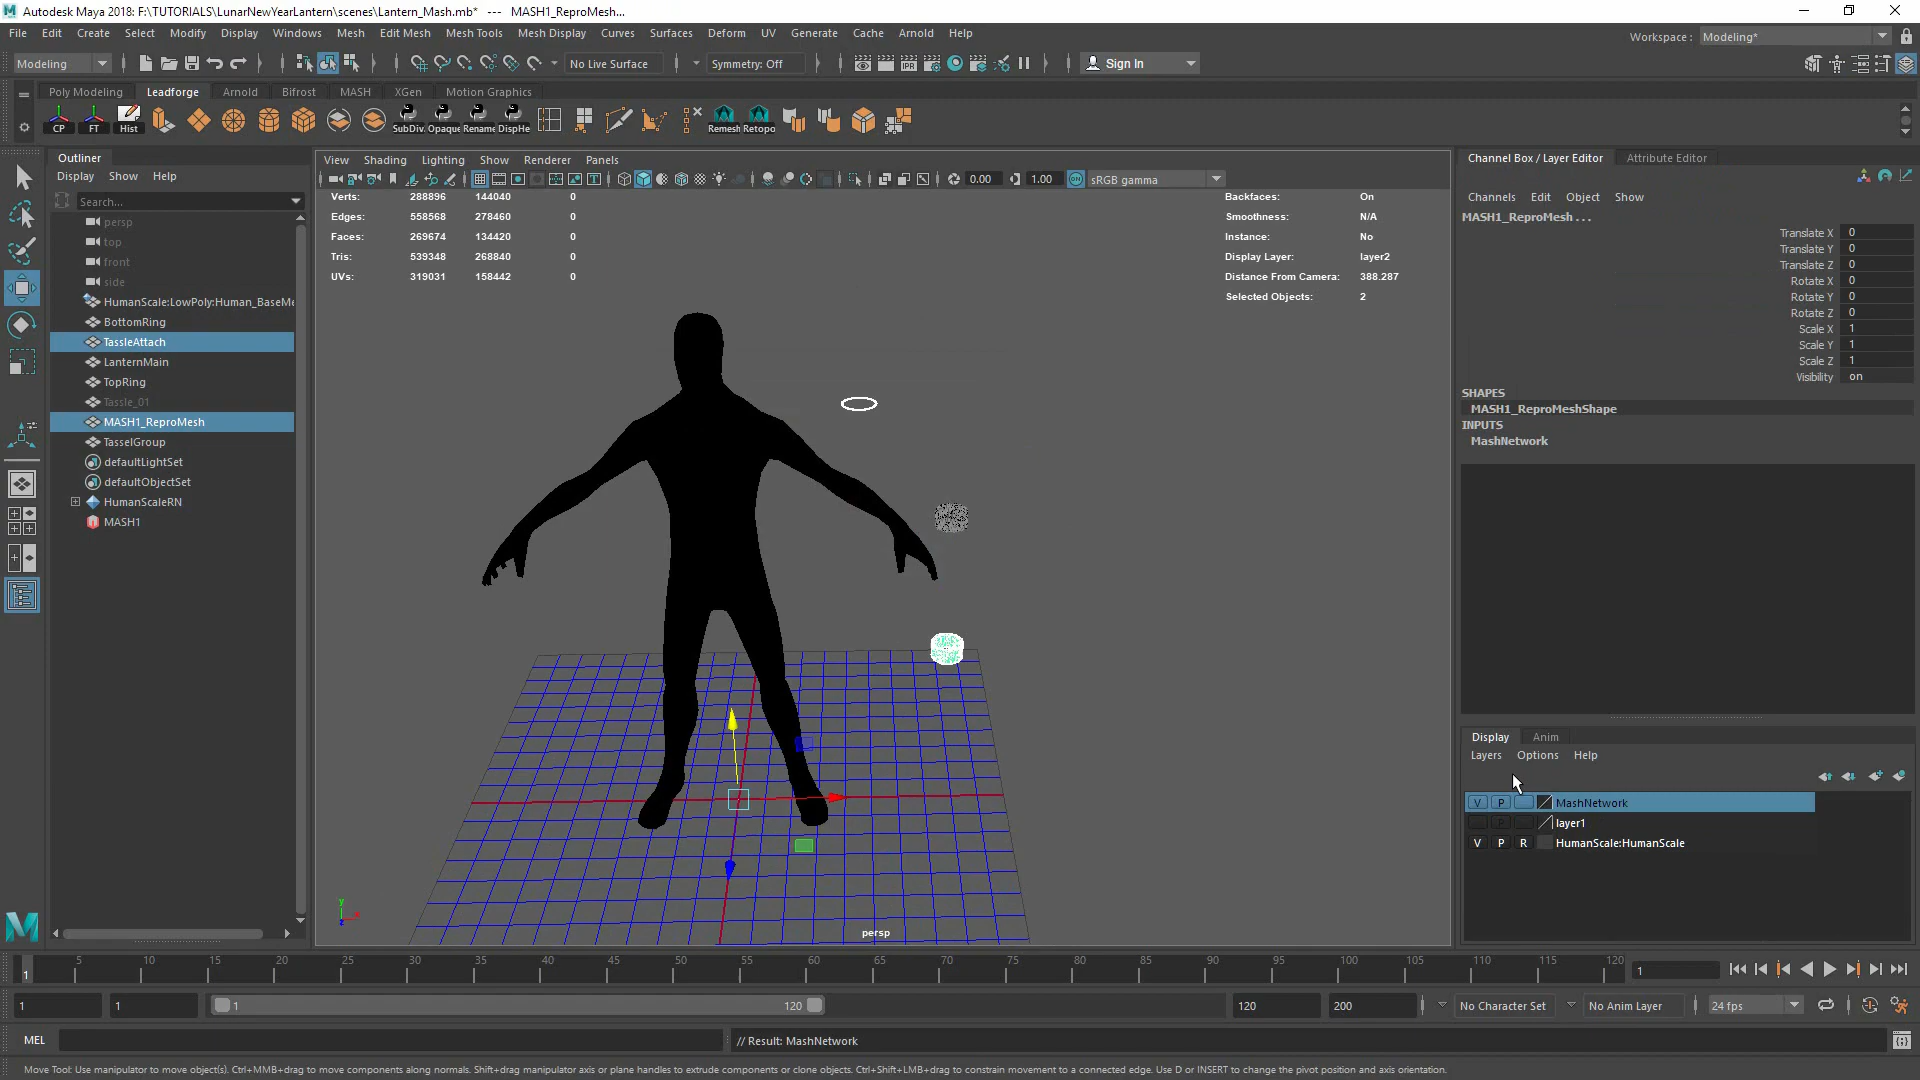 Autodesk Maya 2018: F:\TUTORIALS\LunarNewYearLantern\scenes\Lantern_Mash.mb* --- MASH1_ReproMesh...
File Edit Create Select Modify Display Windows Mesh Edit Mesh Mesh Tools Mesh Display Curves Surfaces Deform UV Generate Cache Arnold Help
Workspace : Modeling*
Modeling No Live Surface Symmetry: Off Sign In
Poly Modeling Leadforge Arnold Bifrost MASH XGen Motion Graphics
CP FT Hist SubDiv Opaque Rename DispHe Remesh Retopo
Outliner
Display Show Help
Search...
persp
top
front
side
HumanScale:LowPoly:Human_BaseMe
BottomRing
TassleAttach
LanternMain
TopRing
Tassle_01
MASH1_ReproMesh
TasselGroup
defaultLightSet
defaultObjectSet
HumanScaleRN
MASH1
View Shading Lighting Show Renderer Panels
0.00 1.00 ON sRGB gamma
Verts: 288896 144040 0
Edges: 558568 278460 0
Faces: 269674 134420 0
Tris: 539348 268840 0
UVs: 319031 158442 0
Backfaces: On
Smoothness: N/A
Instance: No
Display Layer: layer2
Distance From Camera: 388.287
Selected Objects: 2
y
x
z
persp
Channel Box / Layer Editor Attribute Editor
Channels Edit Object Show
MASH1_ReproMesh . . .
Translate X 0
Translate Y 0
Translate Z 0
Rotate X 0
Rotate Y 0
Rotate Z 0
Scale X 1
Scale Y 1
Scale Z 1
Visibility on
SHAPES
MASH1_ReproMeshShape
INPUTS
MashNetwork
Display Anim
Layers Options Help
V P MashNetwork
P layer1
V P R HumanScale:HumanScale
1 5 10 15 20 25 30 35 40 45 50 55 60 65 70 75 80 85 90 95 100 105 110 115 120 1
1 1 1 120 120 200 No Character Set No Anim Layer 24 fps
MEL // Result: MashNetwork
Move Tool: Use manipulator to move object(s). Ctrl+MMB+drag to move components along normals. Shift+drag manipulator axis or plane handles to extrude components or clone objects. Ctrl+Shift+LMB+drag to constrain movement to a connected edge. Use D or INSERT to change the pivot position and axis orientation.